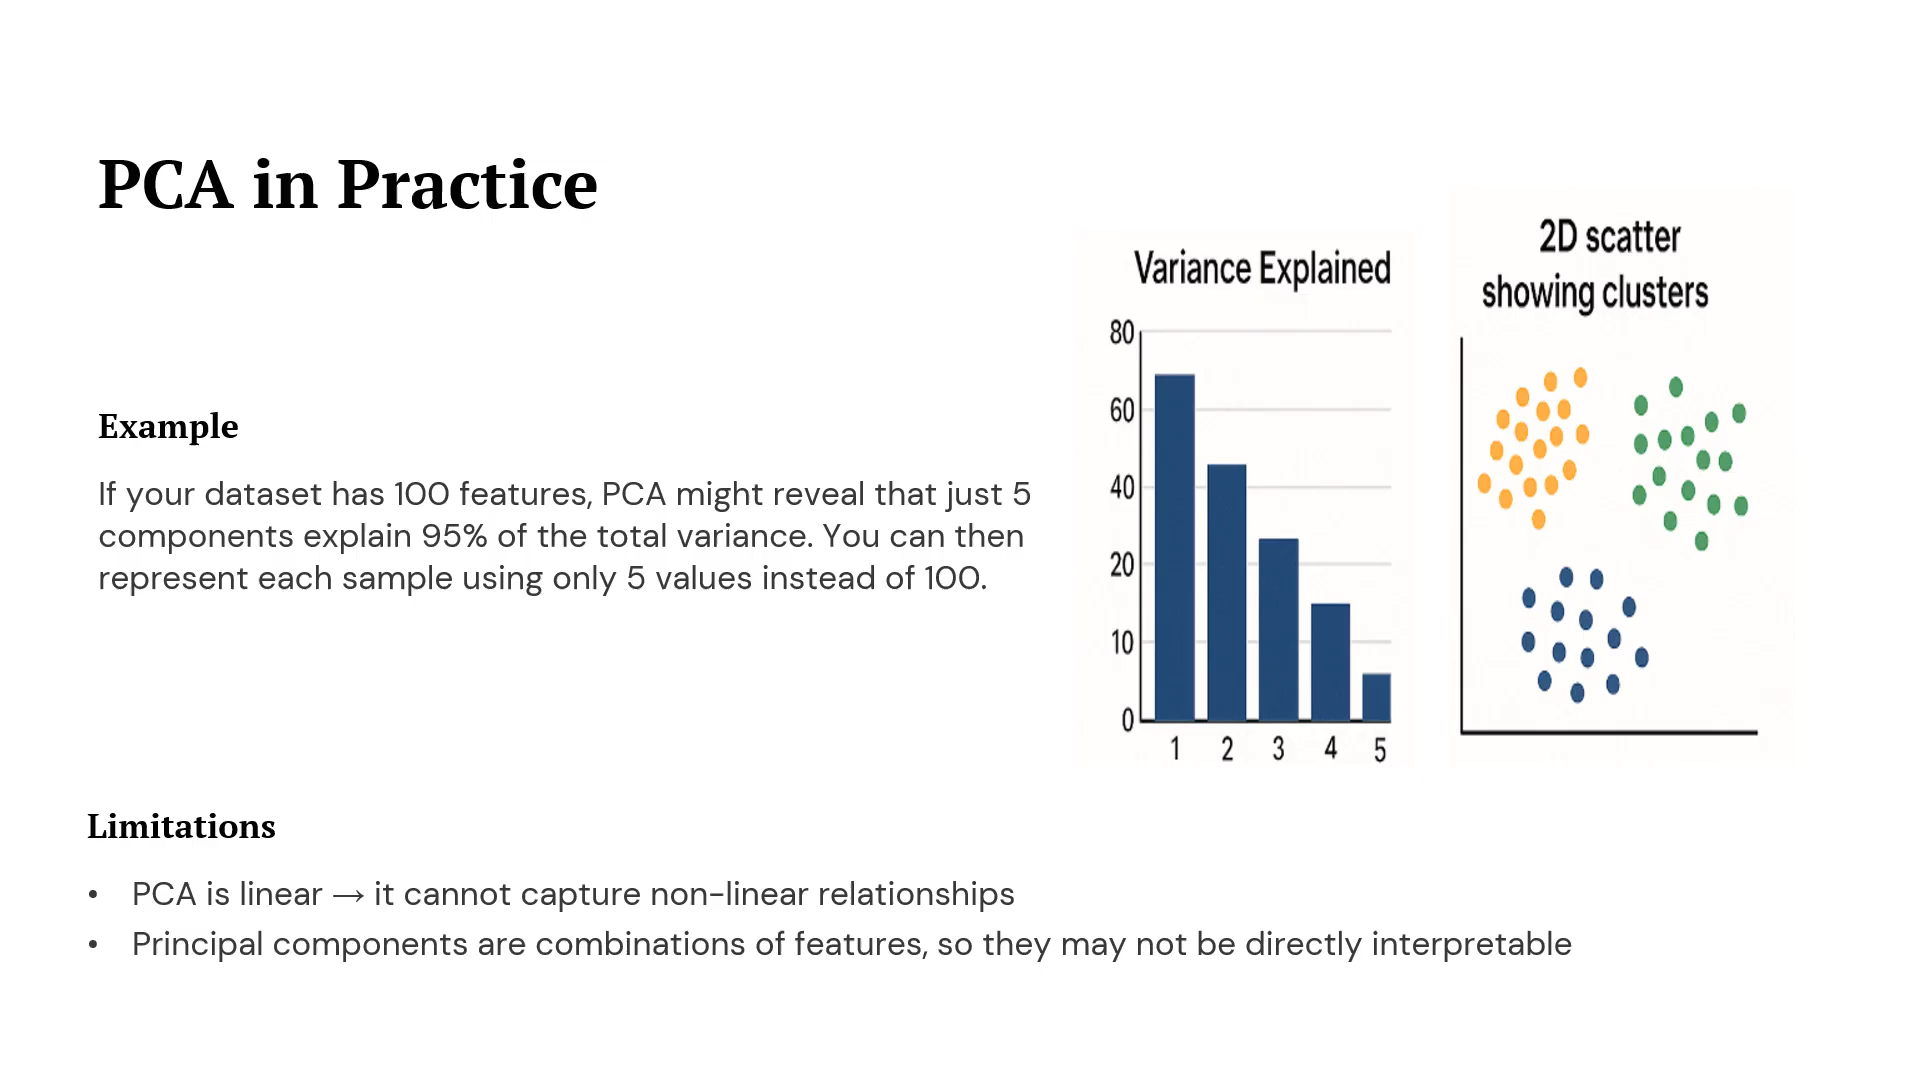 PCA in Practice
Example
If your dataset has 100 features, PCA might reveal that just 5
components explain 95% of the total variance. You can then
represent each sample using only 5 values instead of 100.
Variance Explained
80
60
40
20
10
0
1 2 3 4 5
2D scatter
showing clusters
Limitations
• PCA is linear → it cannot capture non-linear relationships
• Principal components are combinations of features, so they may not be directly interpretable